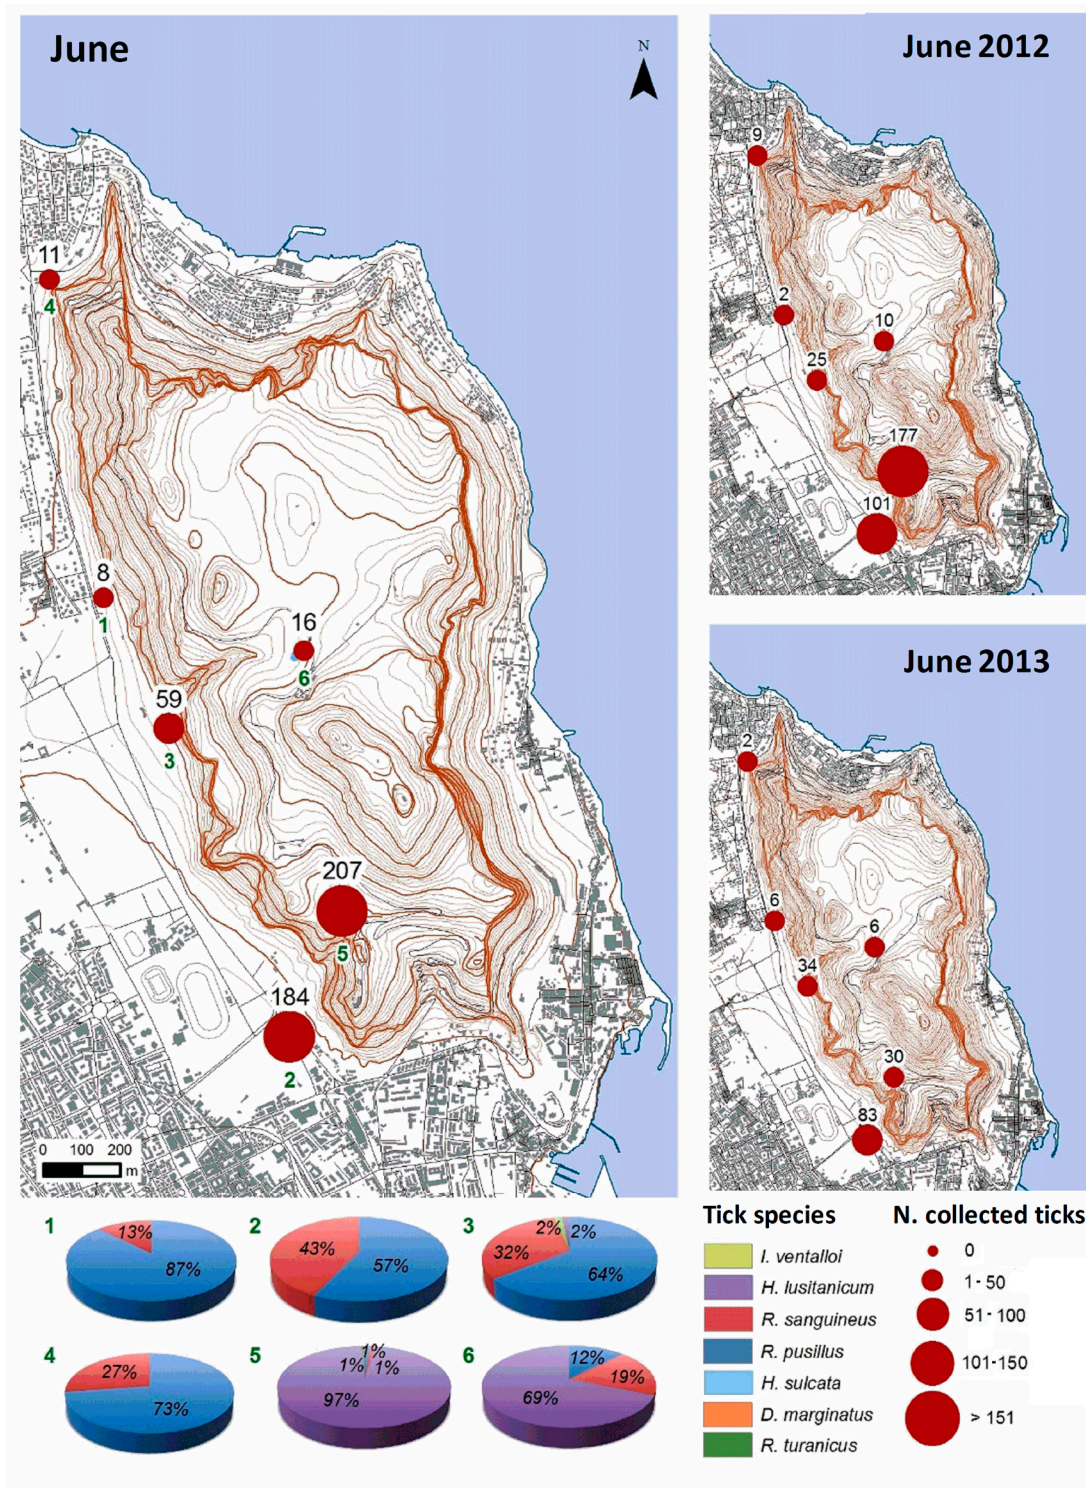 June
N
11
4
8
1
16
6
59
3
207
5
184
2
0 100 200
m
June 2012
9
2
10
25
177
101
June 2013
2
6
6
34
30
83
1
13%
87%
2
43%
57%
3
2%
2%
32%
64%
4
27%
73%
5
1%
1%
1%
97%
6
12%
19%
69%
Tick species
I. ventalloi
H. lusitanicum
R. sanguineus
R. pusillus
H. sulcata
D. marginatus
R. turanicus
N. collected ticks
0
1 - 50
51 - 100
101-150
> 151